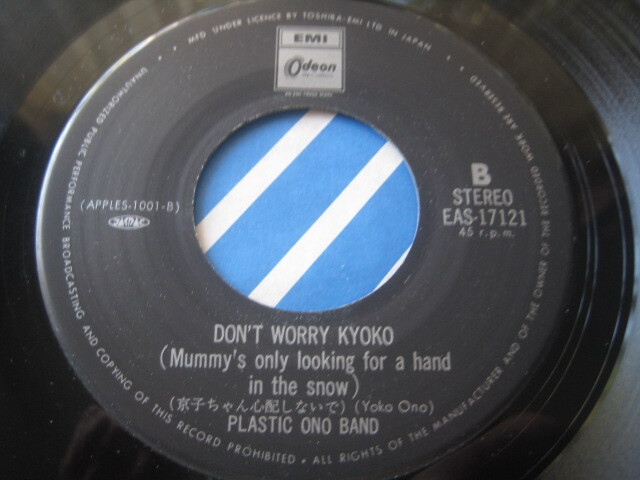 MFD UNDER LICENCE BY TOSHIBA-EMI LTD. IN JAPAN
EMI
Odeon
(APPLES-1001-B)
JASRAC
B
STEREO
EAS-17121
45 r.p.m.
DON'T WORRY KYOKO
(Mummy's only looking for a hand
in the snow)
(京子ちゃん心配しないで) (Yoko Ono)
PLASTIC ONO BAND
UNAUTHORIZED PUBLIC PERFORMANCE BROADCASTING AND COPYING OF THIS RECORD PROHIBITED • ALL RIGHTS OF THE MANUFACTURER AND OF THE OWNER OF THE RECORDED WORK ARE RESERVED